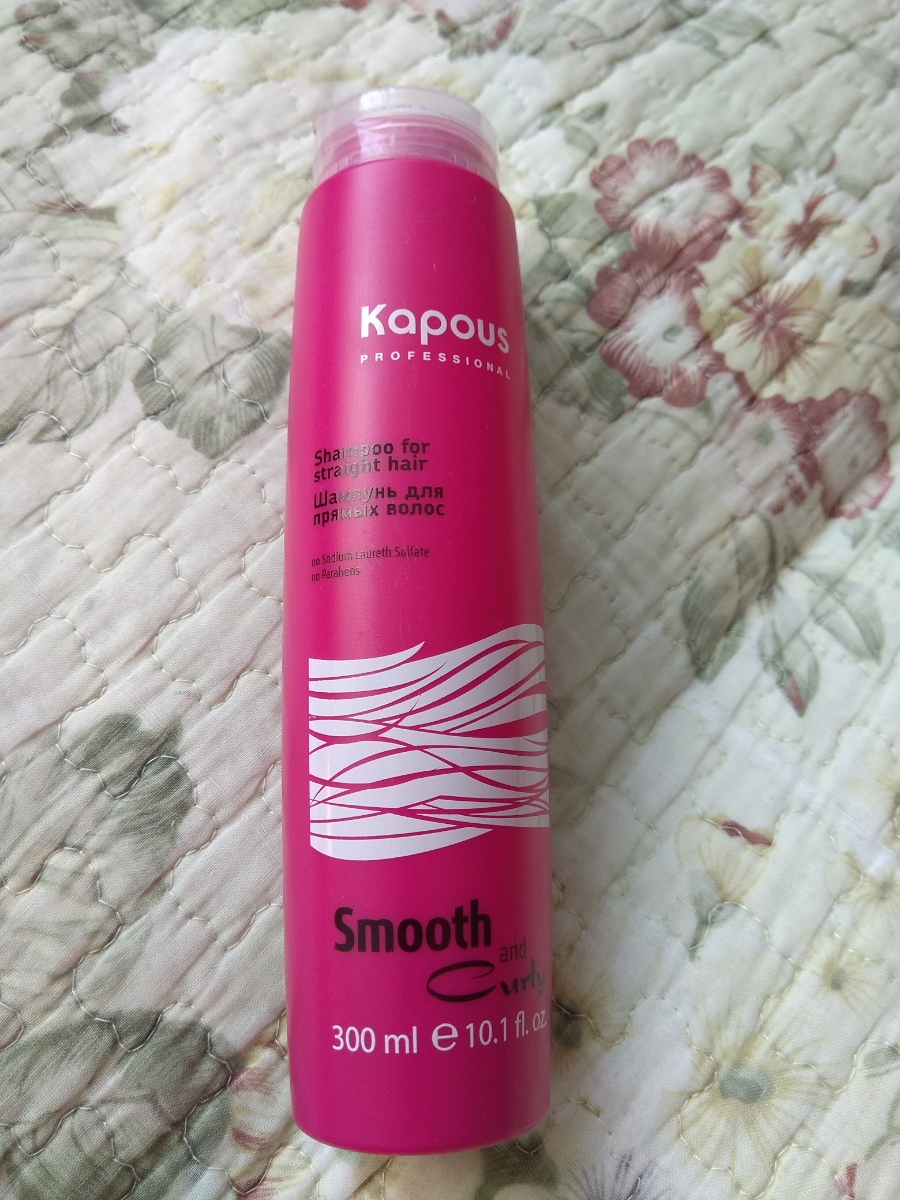 Kapous
PROFESSIONAL
Shampoo for
straight hair
Шампунь для
прямых волос
no Sodium Laureth Sulfate
no Parabens
Smooth
and
Curly
300 ml e 10.1 fl. oz.